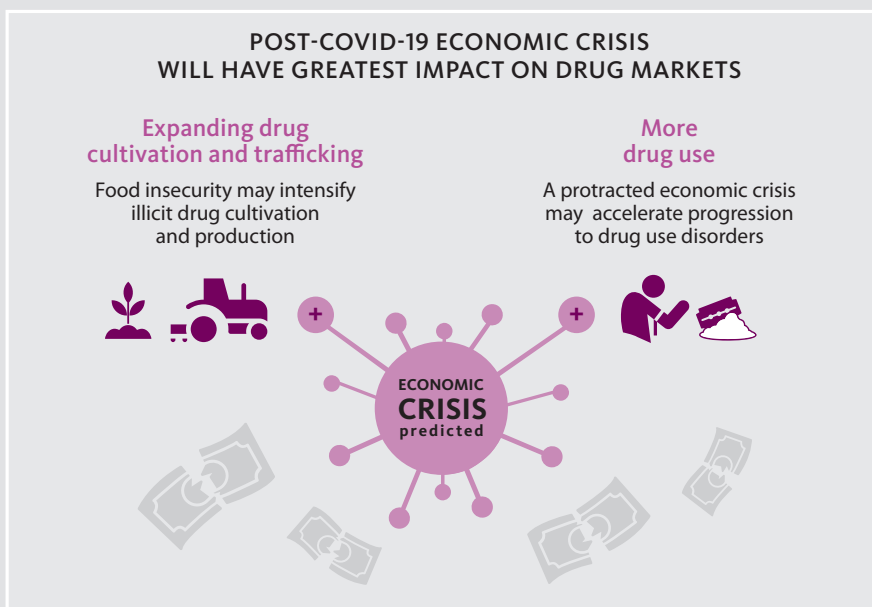 POST-COVID-19 ECONOMIC CRISIS
WILL HAVE GREATEST IMPACT ON DRUG MARKETS
Expanding drug
cultivation and trafficking
Food insecurity may intensify
illicit drug cultivation
and production
More
drug use
A protracted economic crisis
may accelerate progression
to drug use disorders
+
+
ECONOMIC
CRISIS
predicted